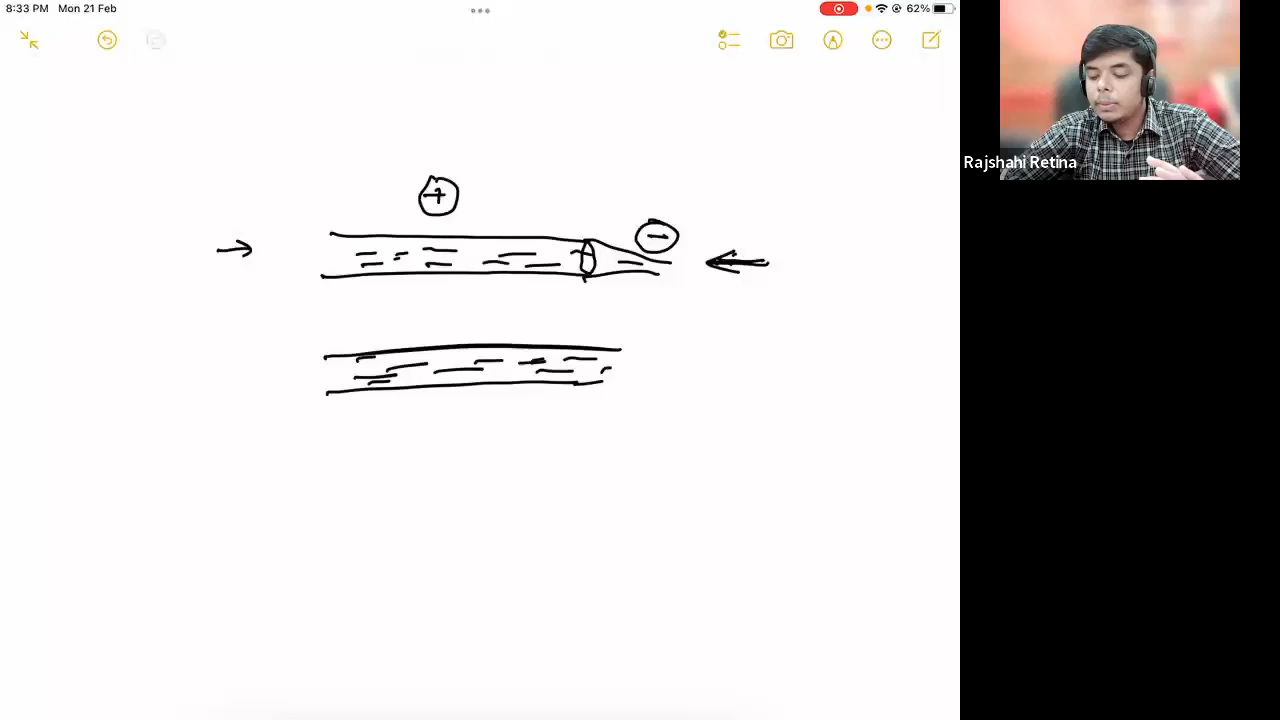 8:33 PM Mon 21 Feb
62%
Rajshahi Retina
+
−